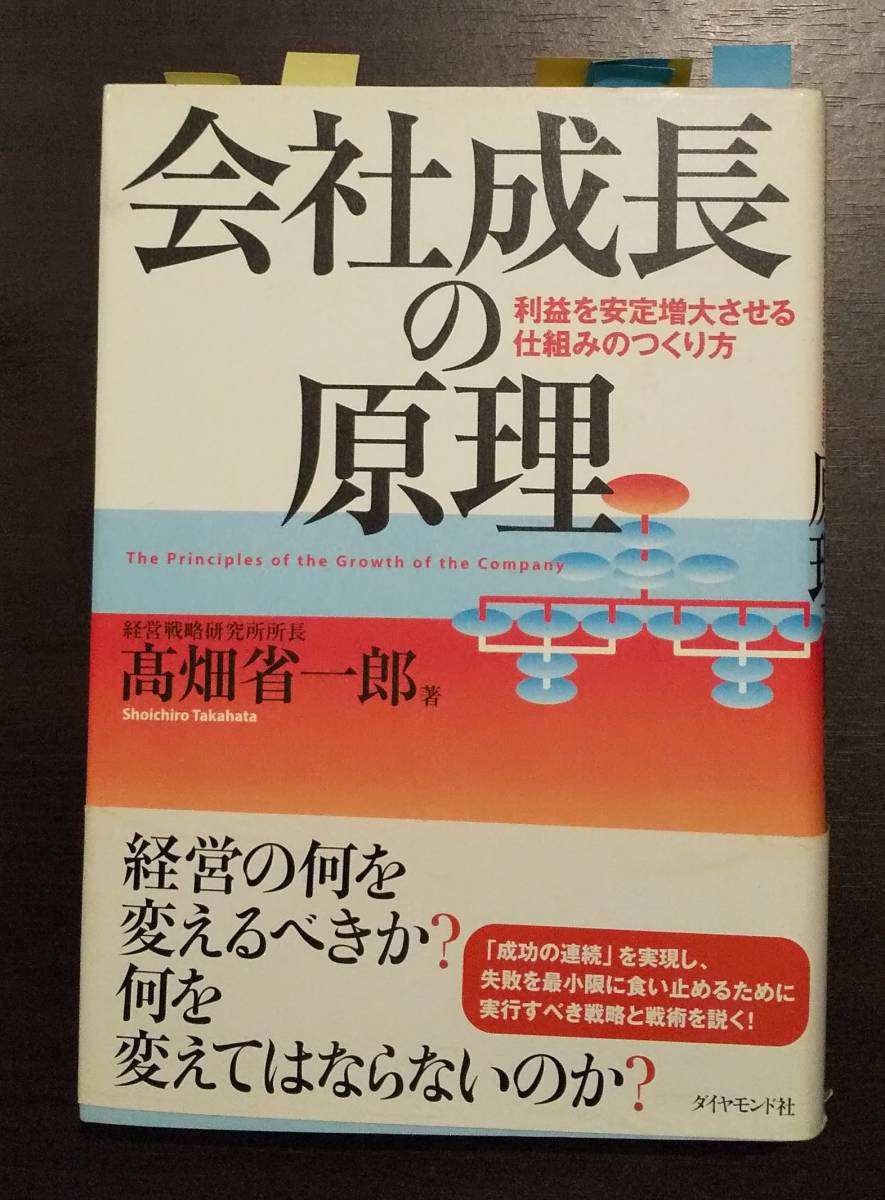 会社成長
の
原理
利益を安定増大させる
仕組みのつくり方
The Principles of the Growth of the Company
経営戦略研究所所長
髙畑省一郎 著
Shoichiro Takahata
経営の何を
変えるべきか?
何を
変えてはならないのか?
「成功の連続」を実現し、
失敗を最小限に食い止めるために
実行すべき戦略と戦術を説く!
ダイヤモンド社
原理